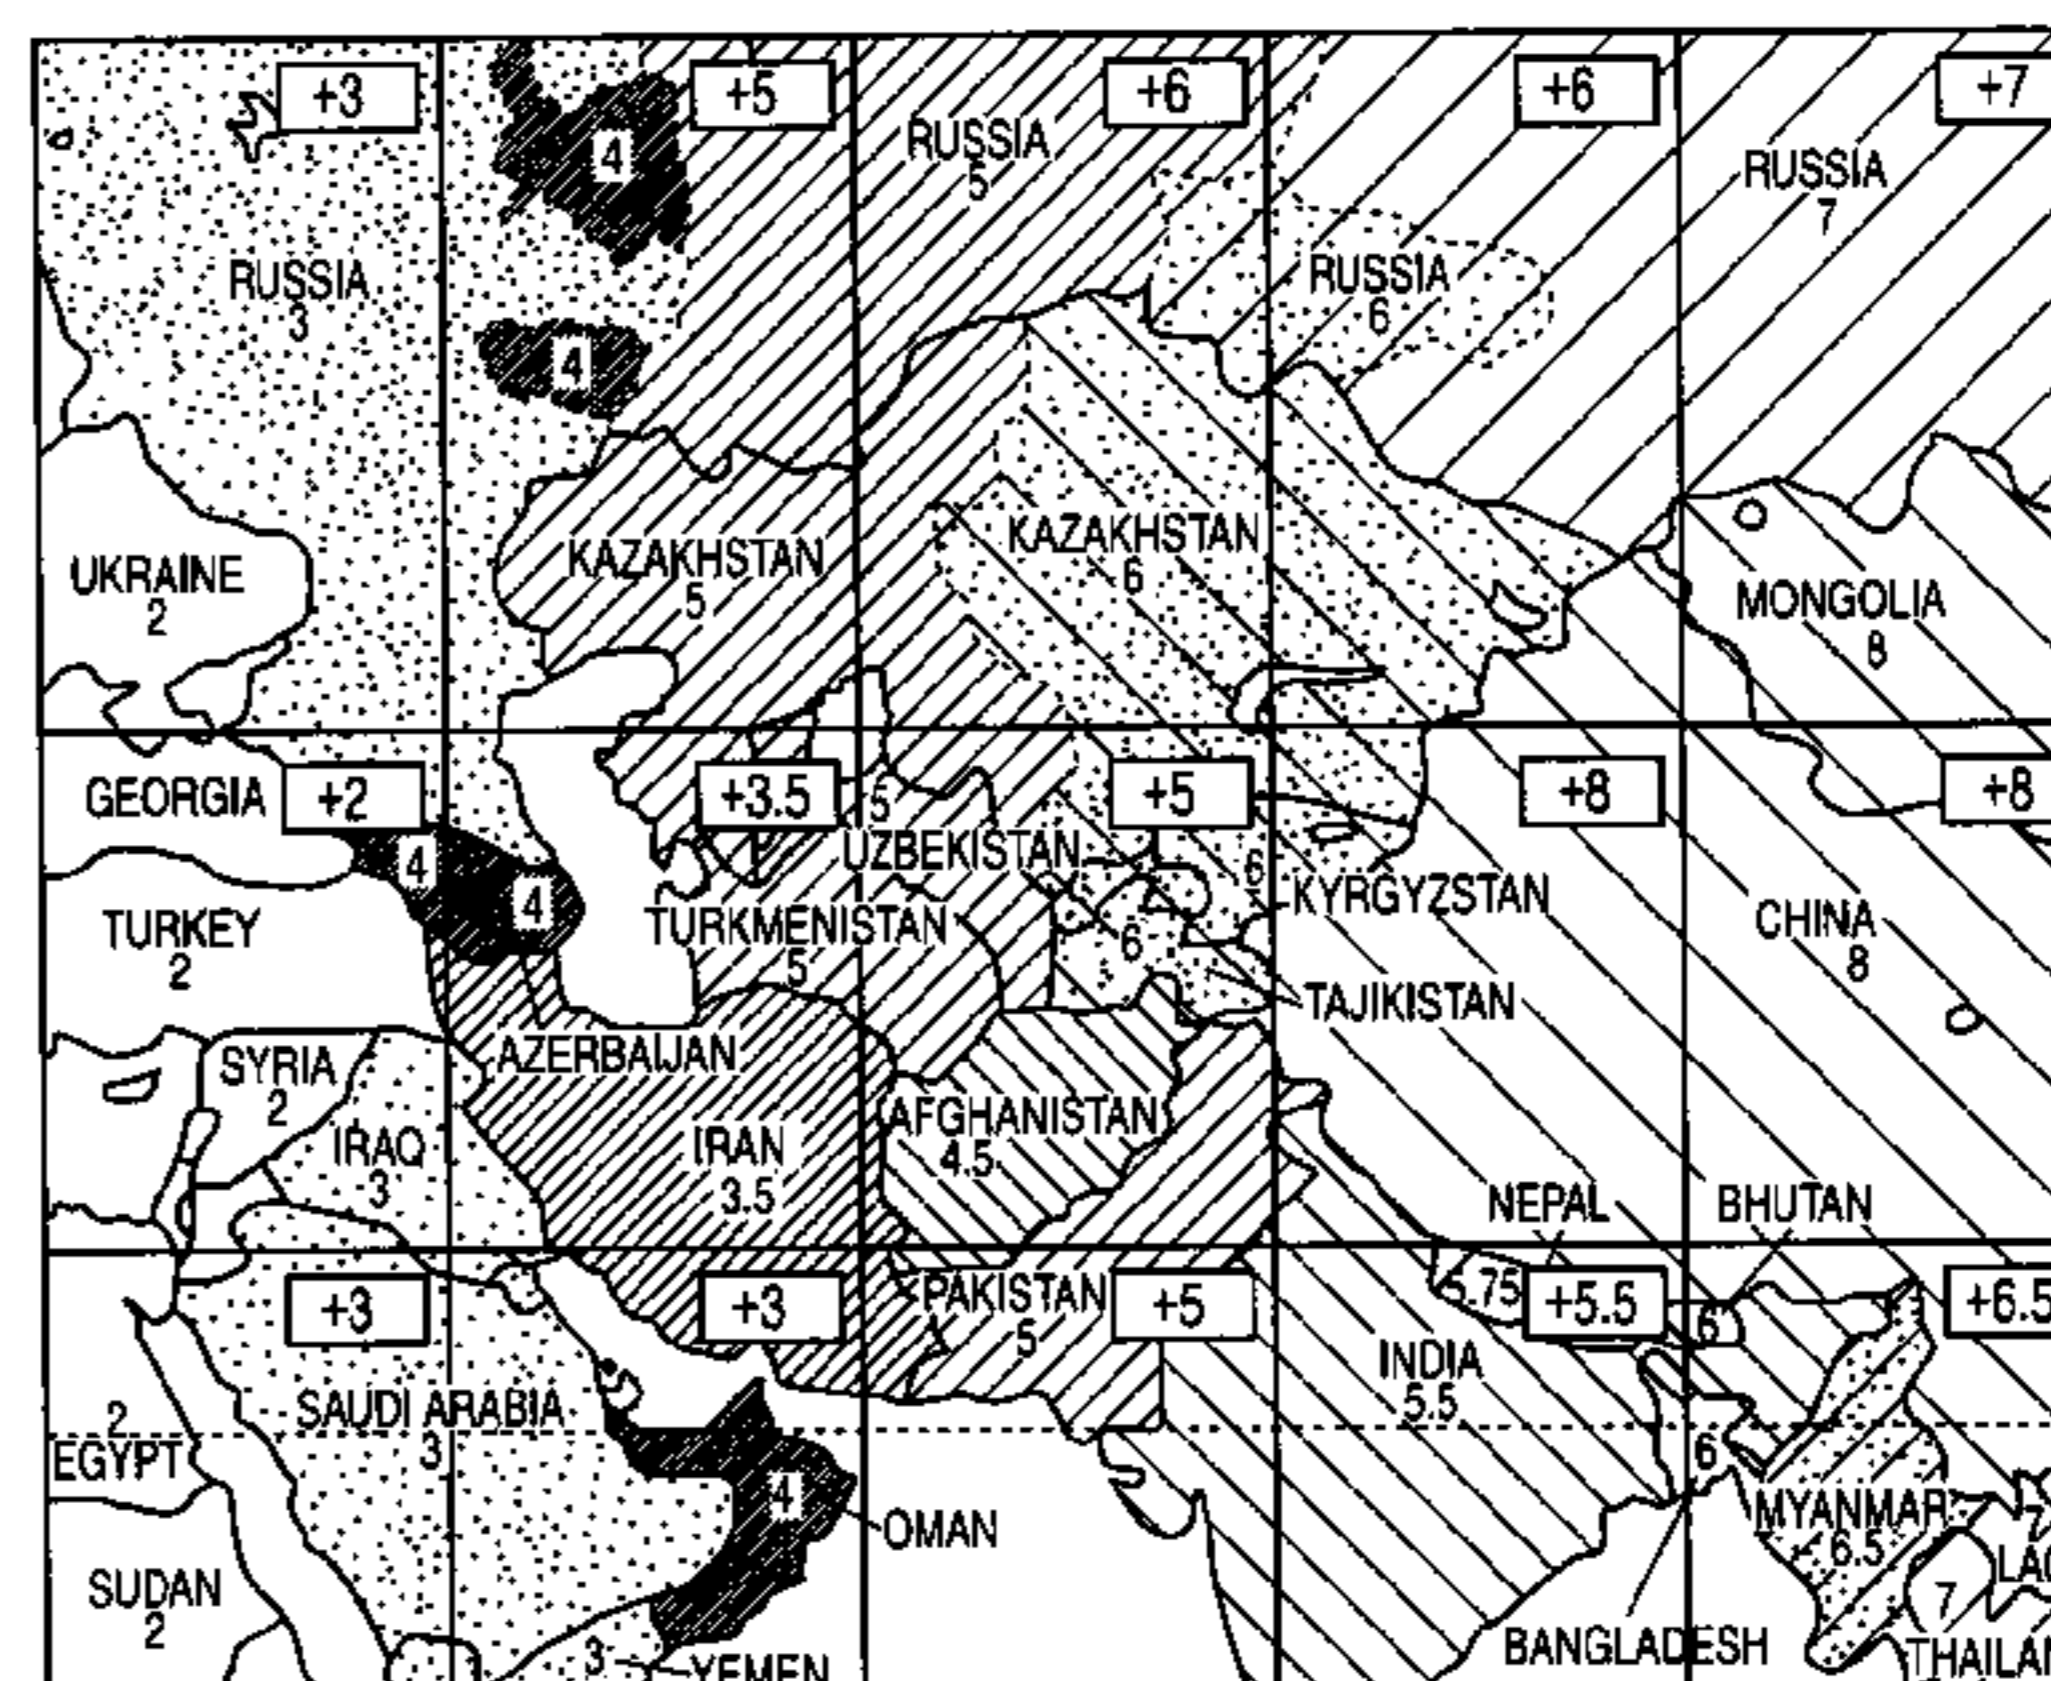 +3
+5
+6
+6
+7
4
RUSSIA
5
RUSSIA
7
RUSSIA
3
RUSSIA
6
4
KAZAKHSTAN
5
KAZAKHSTAN
6
UKRAINE
2
MONGOLIA
8
GEORGIA
+2
+3.5
5
+5
+8
+8
4
UZBEKISTAN
6
KYRGYZSTAN
4
TURKEY
2
TURKMENISTAN
5
6
CHINA
8
TAJIKISTAN
SYRIA
2
AZERBAIJAN
IRAQ
3
IRAN
3.5
AFGHANISTAN
4.5
NEPAL
BHUTAN
+3
+3
PAKISTAN
5
+5
5.75
+5.5
6
+6.5
INDIA
5.5
SAUDI ARABIA
3
2
EGYPT
6
4
OMAN
MYANMAR
6.5
SUDAN
2
7
BANGLADESH
3
YEMEN